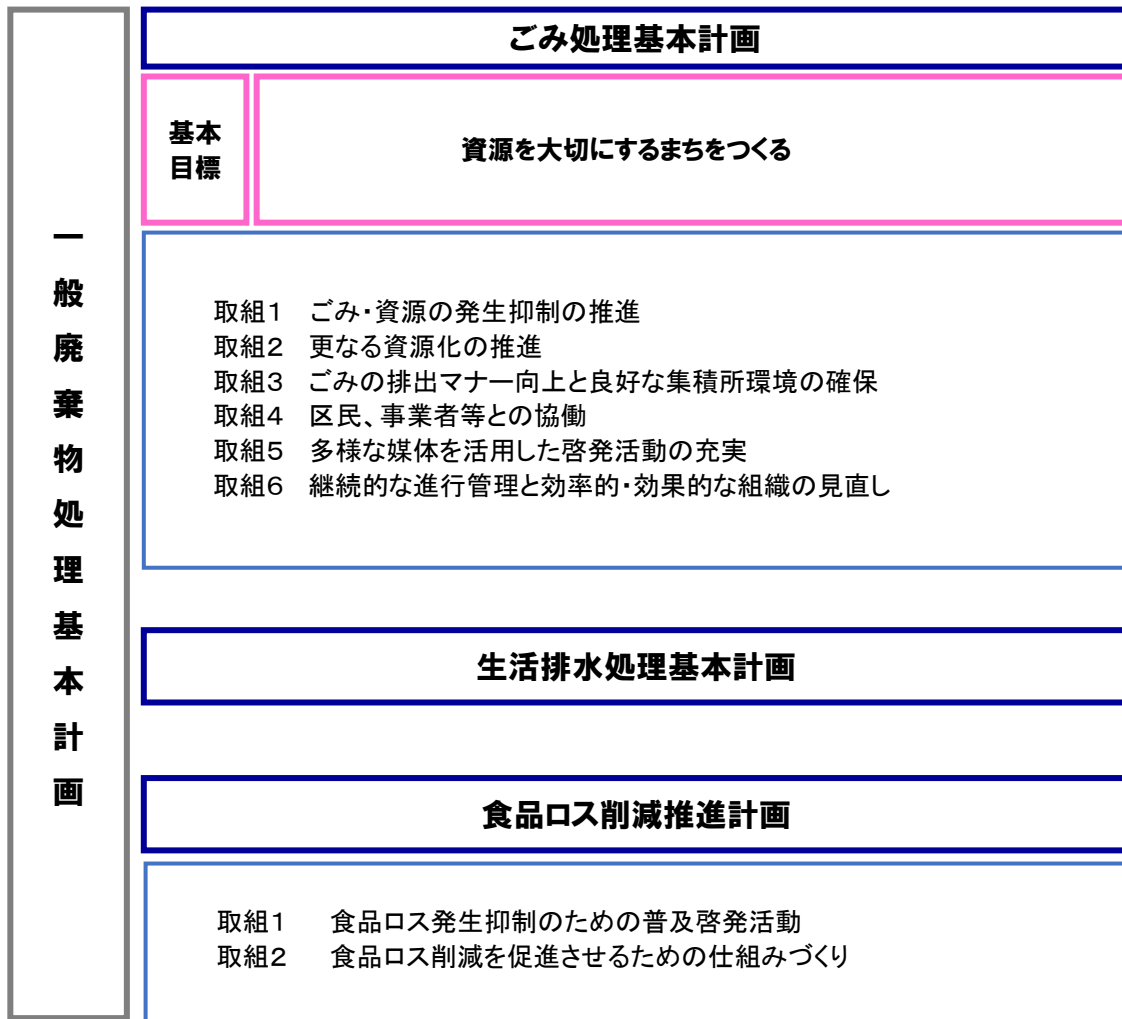 一般廃棄物処理基本計画
ごみ処理基本計画
基本
目標
資源を大切にするまちをつくる
取組1　ごみ・資源の発生抑制の推進
取組2　更なる資源化の推進
取組3　ごみの排出マナー向上と良好な集積所環境の確保
取組4　区民、事業者等との協働
取組5　多様な媒体を活用した啓発活動の充実
取組6　継続的な進行管理と効率的・効果的な組織の見直し
生活排水処理基本計画
食品ロス削減推進計画
取組1　食品ロス発生抑制のための普及啓発活動
取組2　食品ロス削減を促進させるための仕組みづくり